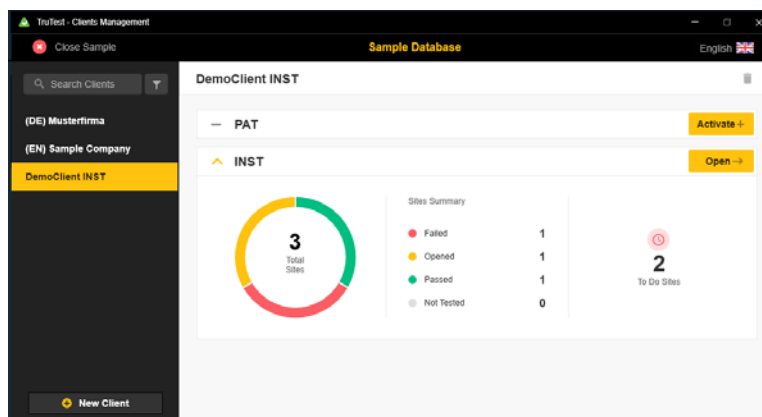 TruTest - Clients Management
Close Sample
Sample Database
English
Search Clients
DemoClient INST
(DE) Musterfirma
(EN) Sample Company
DemoClient INST
PAT
Activate
INST
Open
3
Total
Sites
Sites Summary
Failed 1
Opened 1
Passed 1
Not Tested 0
2
To Do Sites
New Client